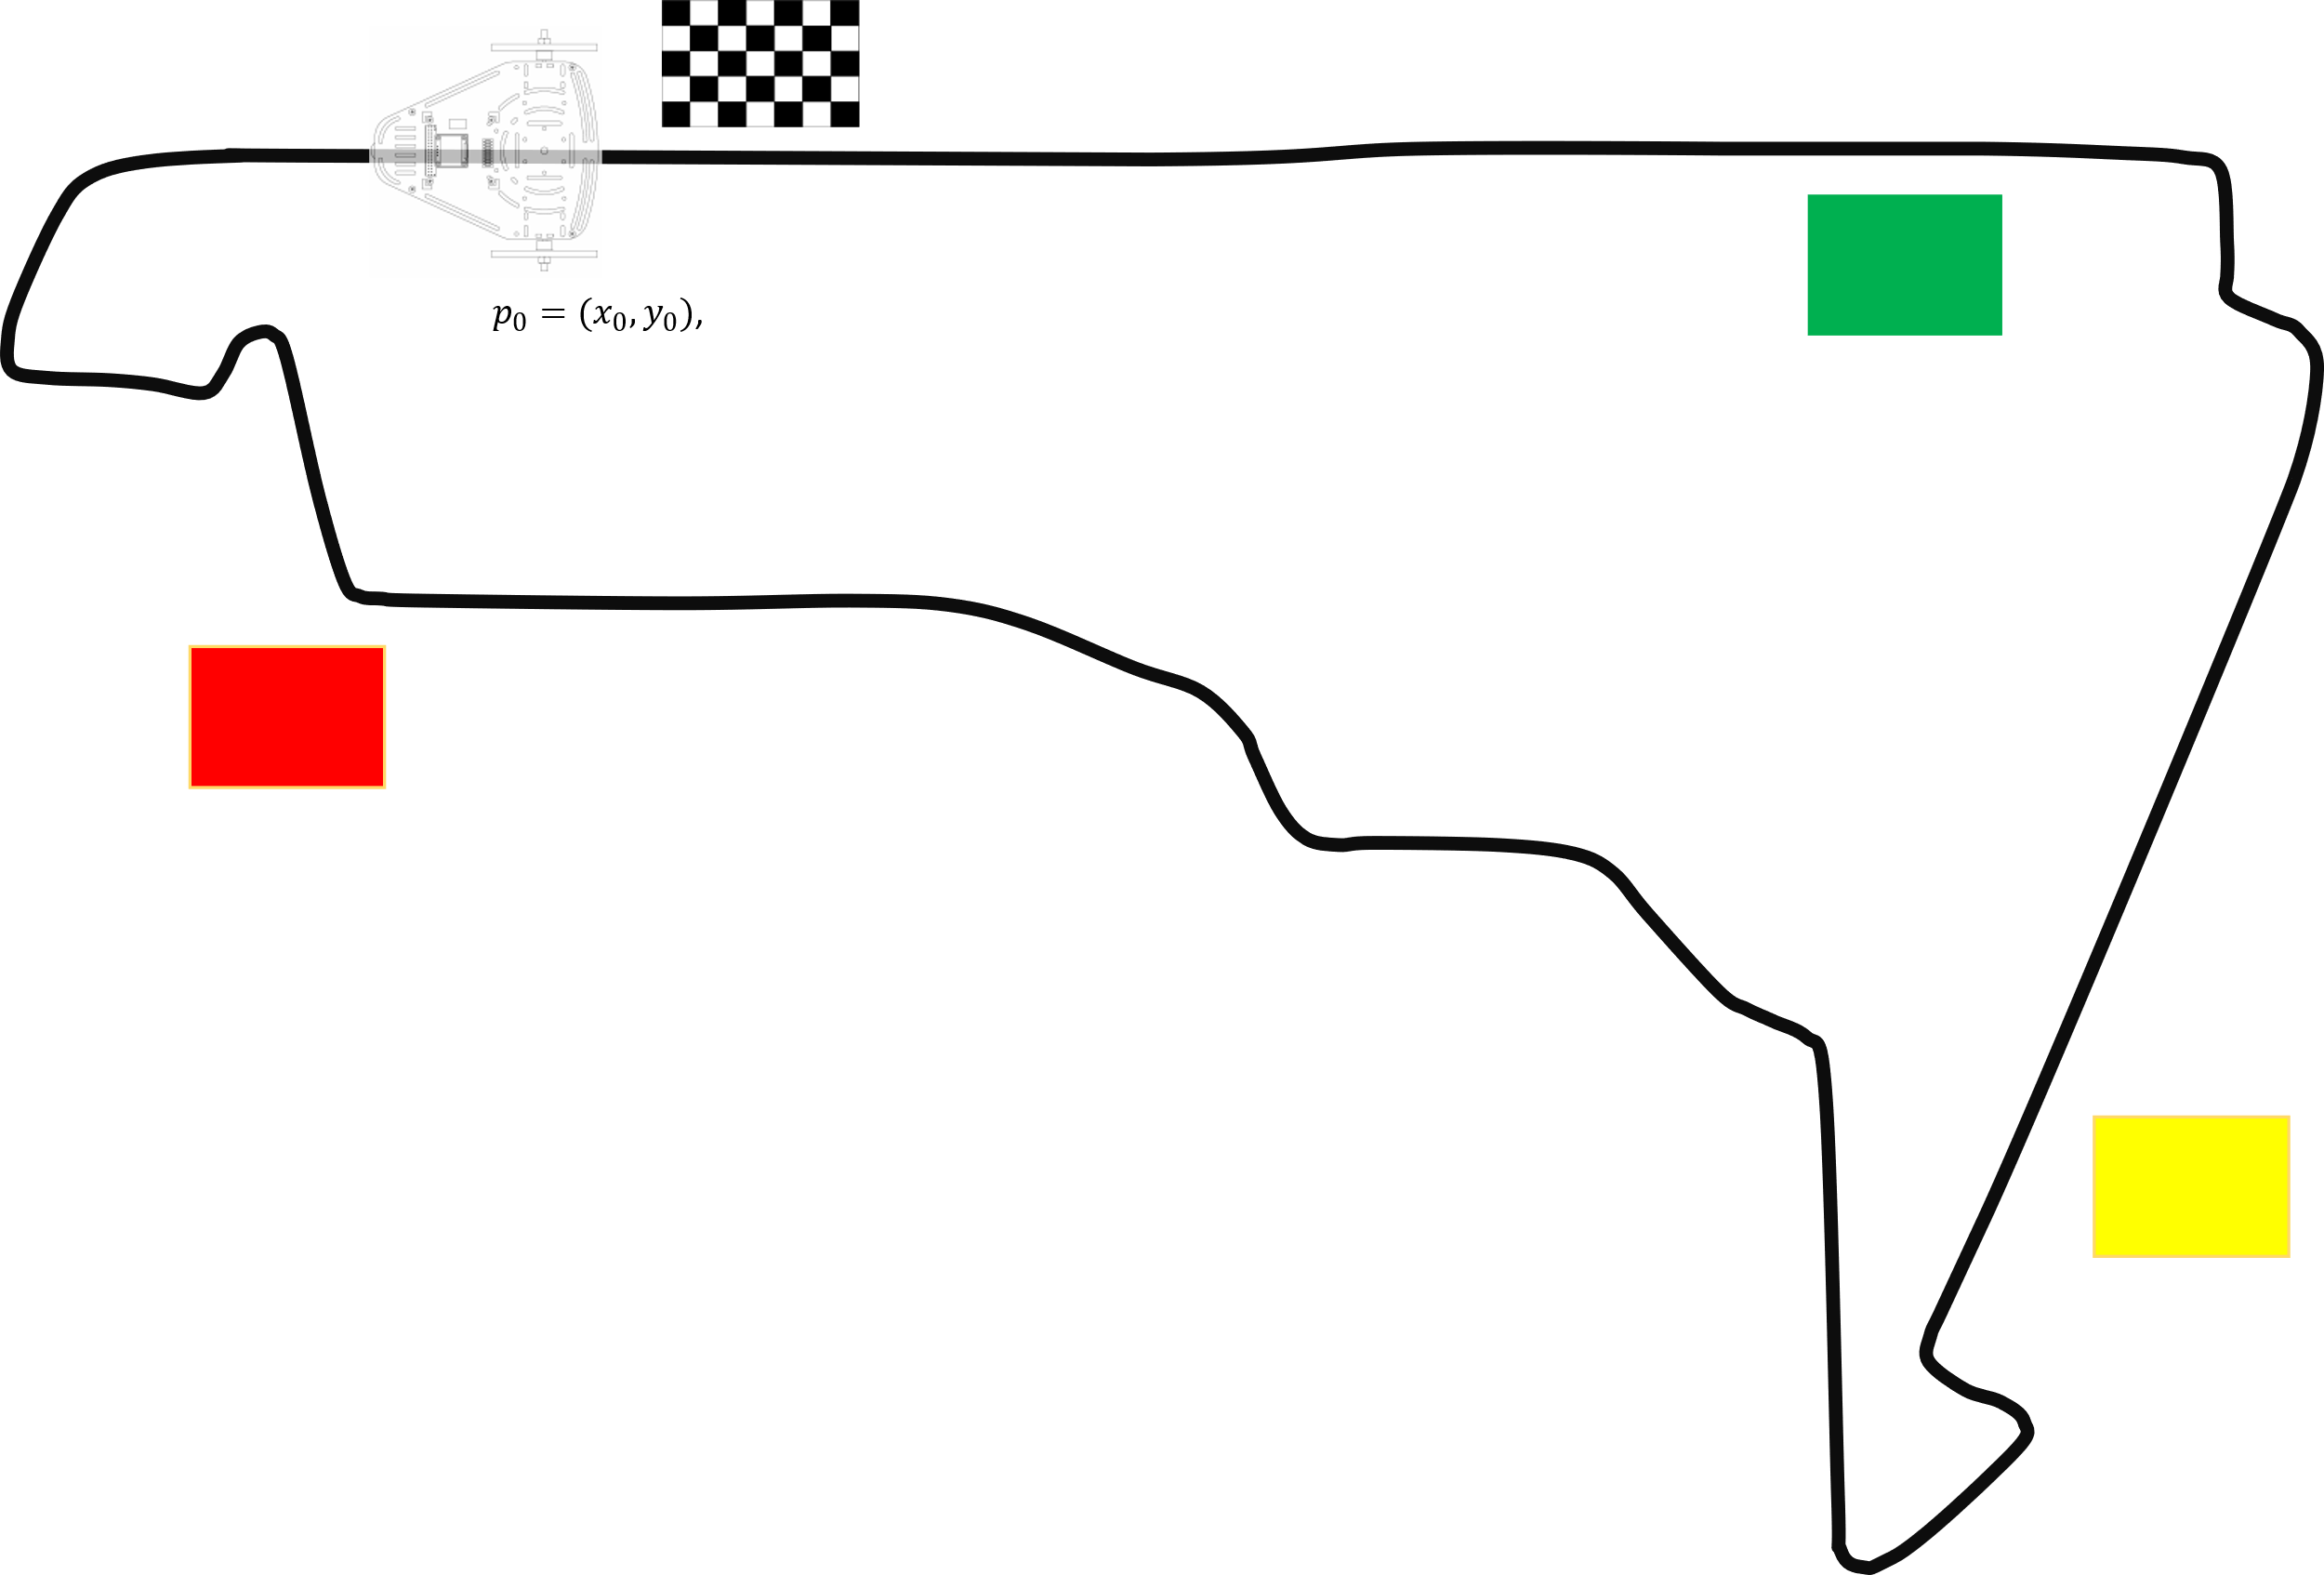 p₀ = (x₀, y₀),